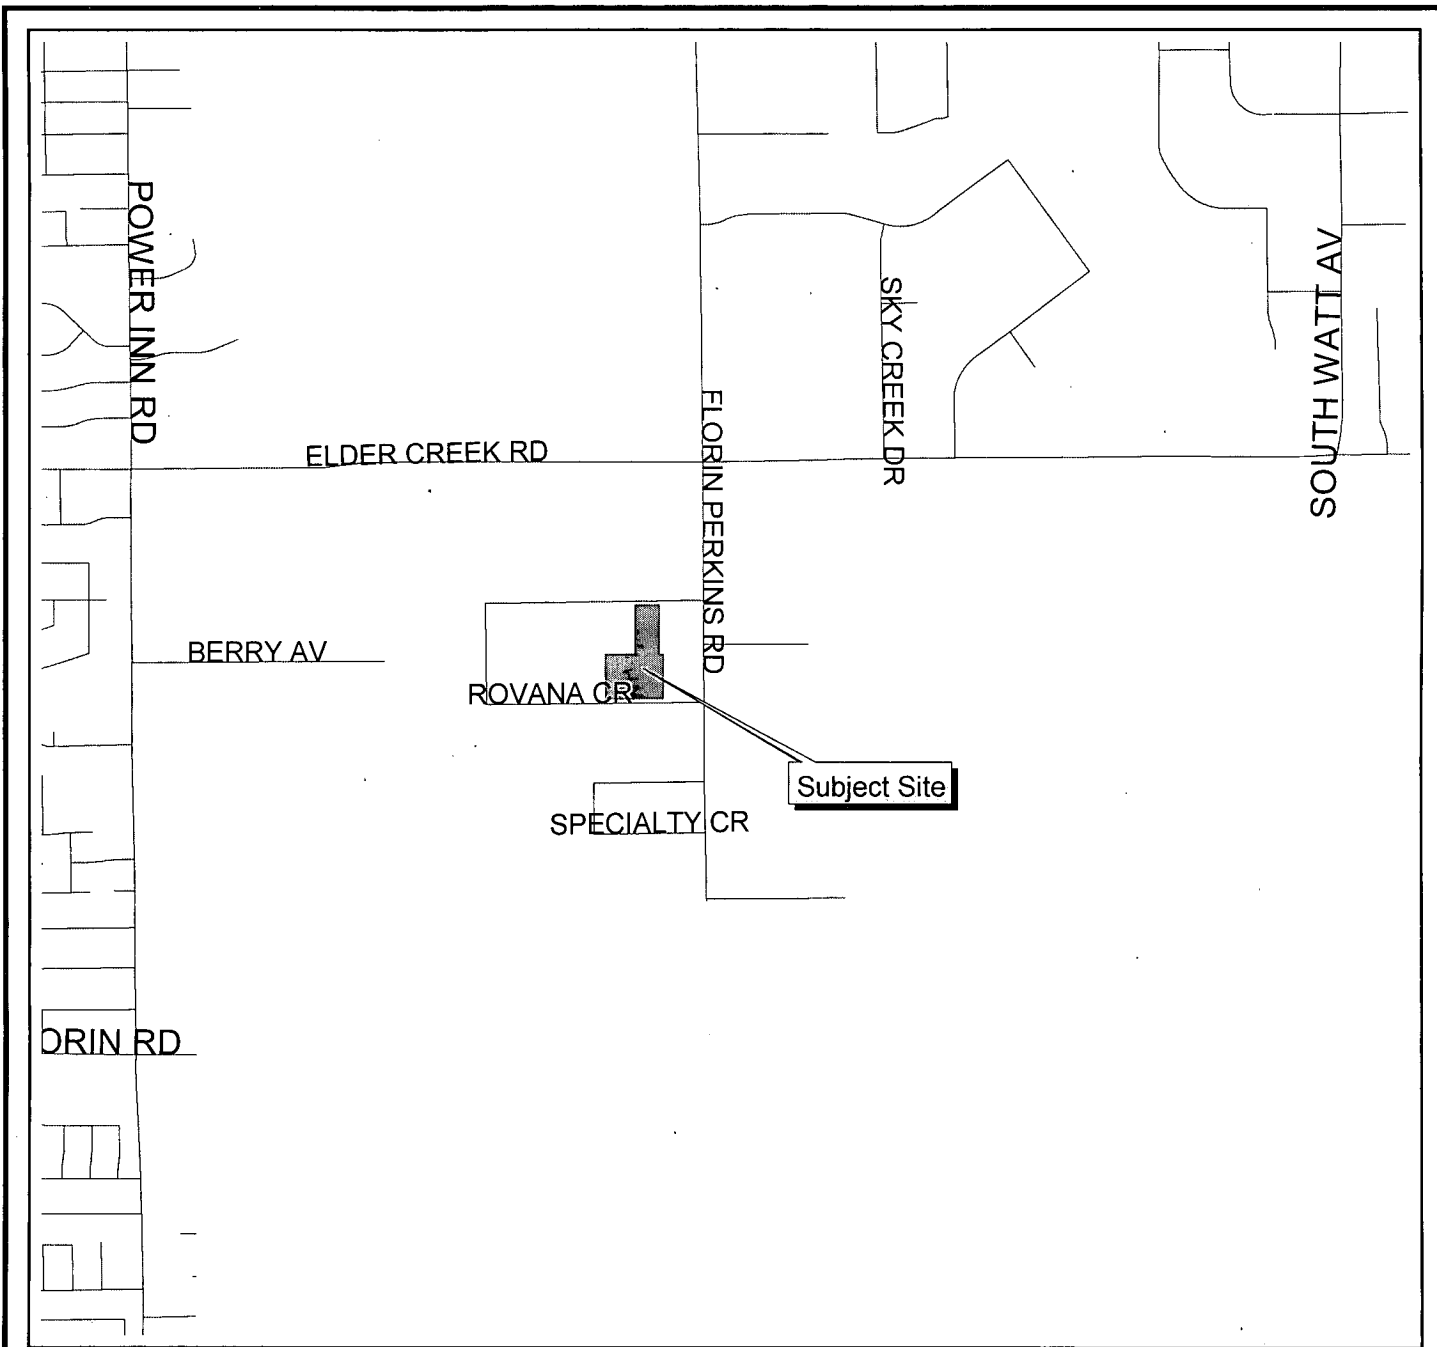 POWER INN RD
SOUTH WATT AV
SKY CREEK DR
FLORIN PERKINS RD
ELDER CREEK RD
BERRY AV
ROVANA CR
Subject Site
SPECIALTY CR
ORIN RD